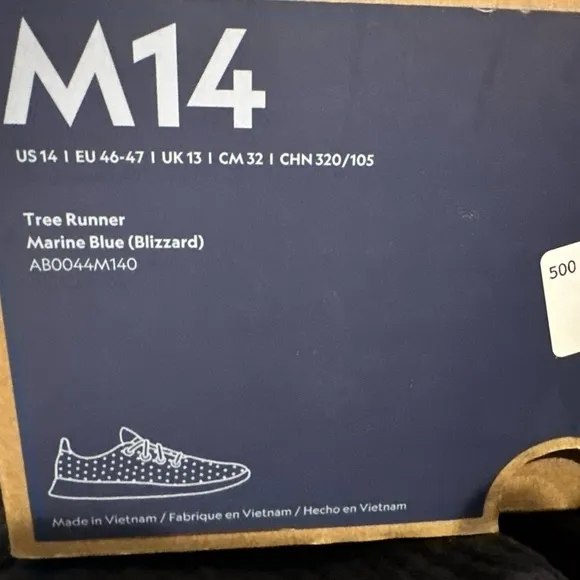 M14
US 14 | EU 46-47 | UK 13 | CM 32 | CHN 320/105
Tree Runner
Marine Blue (Blizzard)
AB0044M140
500
Made in Vietnam / Fabrique en Vietnam / Hecho en Vietnam